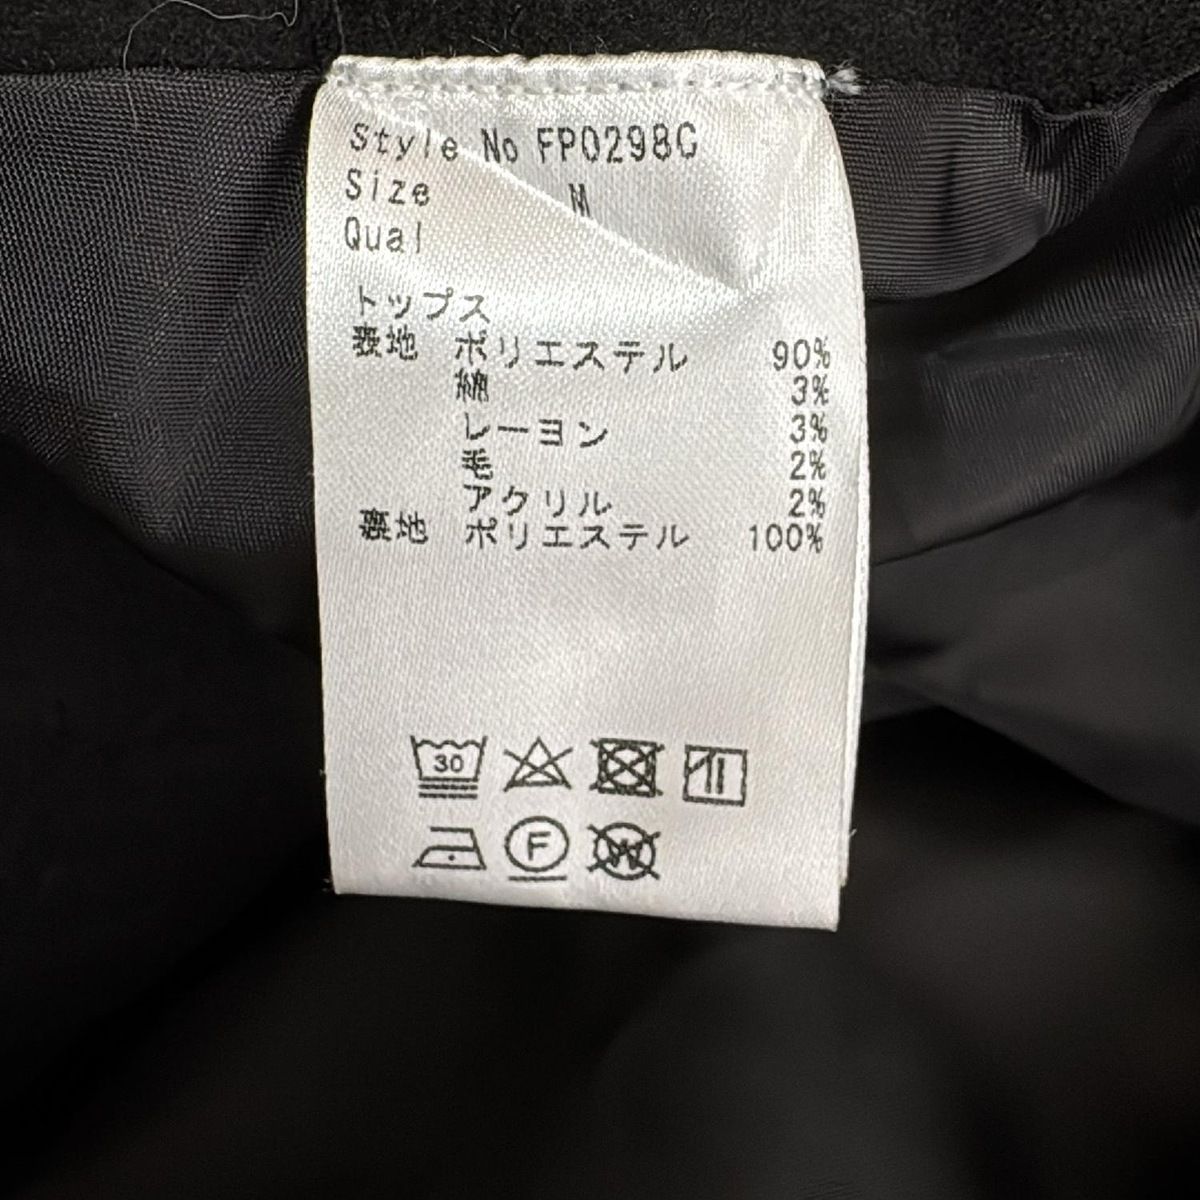 Style No FP0298C
Size M
Qual
トップス
表地 ポリエステル 90%
綿 3%
レーヨン 3%
毛 2%
アクリル 2%
裏地 ポリエステル 100%
30
F W